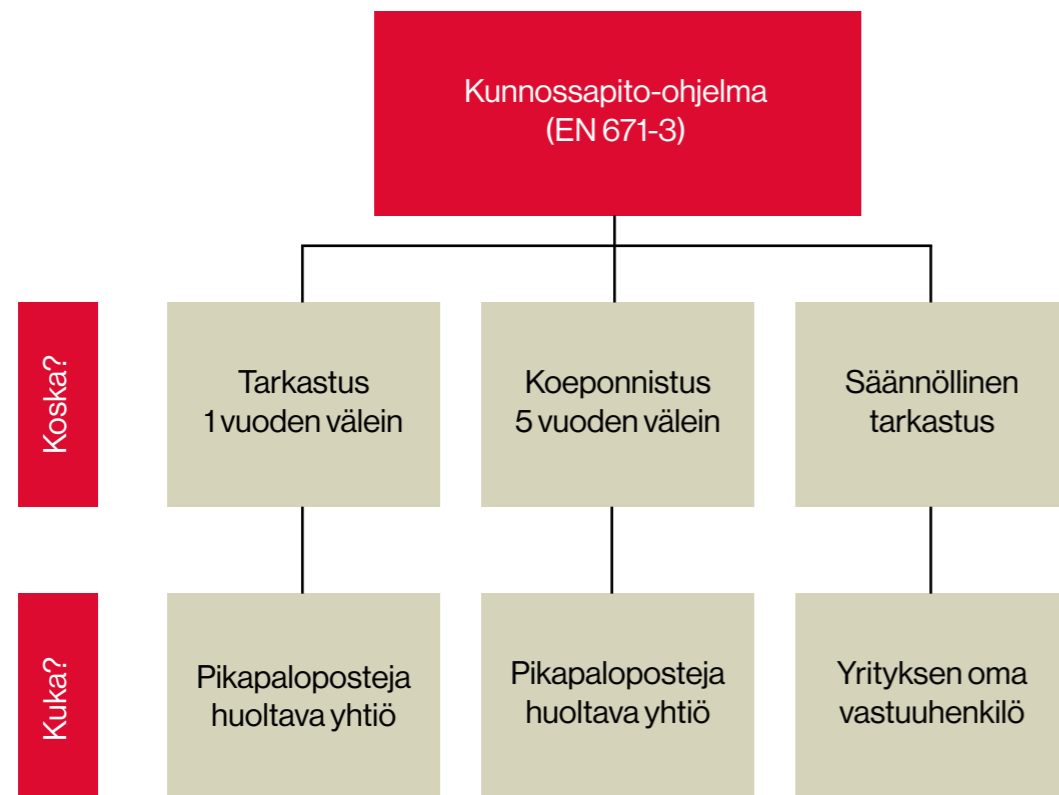 Kunnossapito-ohjelma
(EN 671-3)
Koska?
Tarkastus
1 vuoden välein
Koeponnistus
5 vuoden välein
Säännöllinen
tarkastus
Kuka?
Pikapaloposteja
huoltava yhtiö
Pikapaloposteja
huoltava yhtiö
Yrityksen oma
vastuuhenkilö